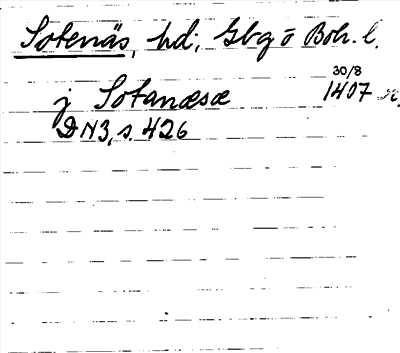 Sotenäs, hd; Gbg o Boh. l.
30/8
j Sotanæsæ 1407
DN3, s. 426